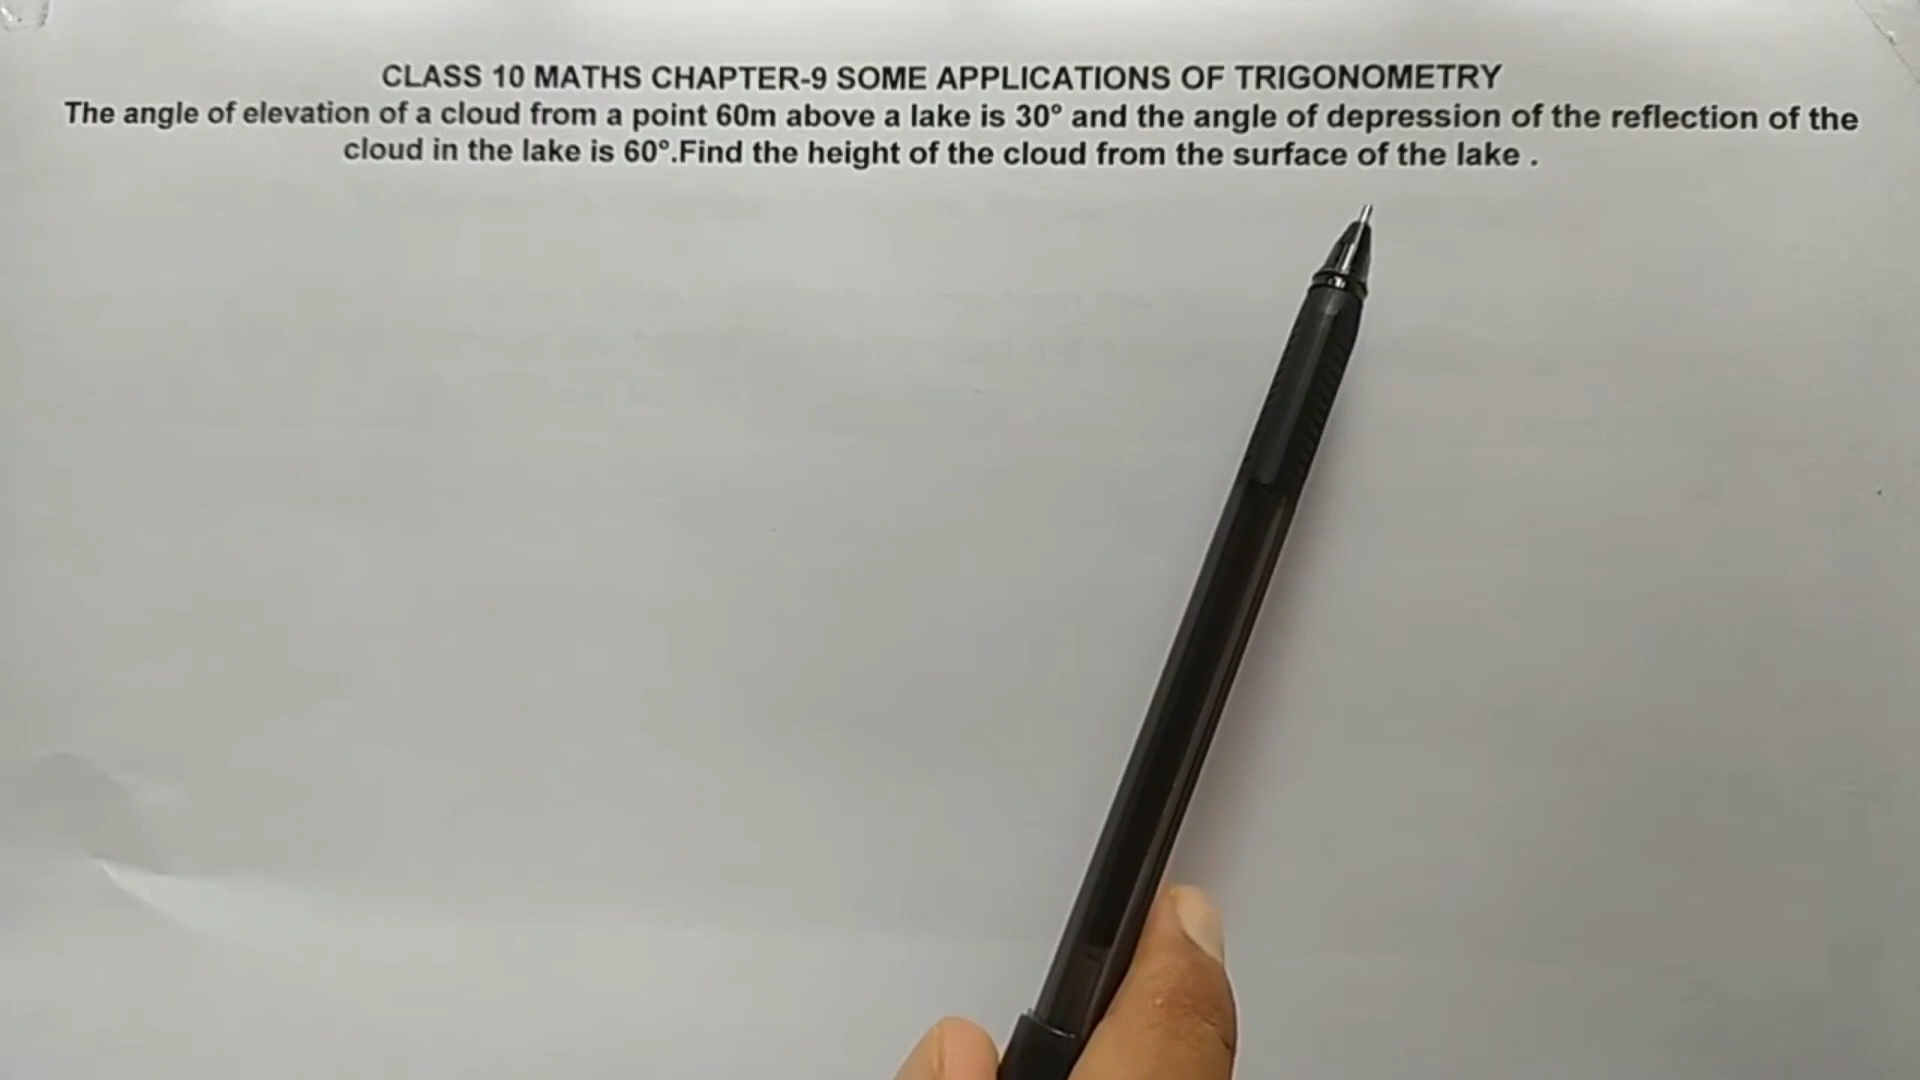 CLASS 10 MATHS CHAPTER-9 SOME APPLICATIONS OF TRIGONOMETRY
The angle of elevation of a cloud from a point 60m above a lake is 30° and the angle of depression of the reflection of the
cloud in the lake is 60°.Find the height of the cloud from the surface of the lake .